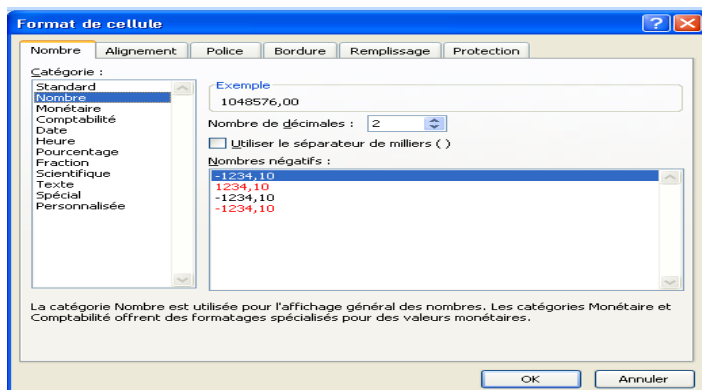 Format de cellule
Nombre Alignement Police Bordure Remplissage Protection
Catégorie :
Standard
Nombre
Monétaire
Comptabilité
Date
Heure
Pourcentage
Fraction
Scientifique
Texte
Spécial
Personnalisée
Exemple
1048576,00
Nombre de décimales : 2
Utiliser le séparateur de milliers ( )
Nombres négatifs :
-1234,10
1234,10
-1234,10
-1234,10
La catégorie Nombre est utilisée pour l'affichage général des nombres. Les catégories Monétaire et
Comptabilité offrent des formatages spécialisés pour des valeurs monétaires.
OK Annuler